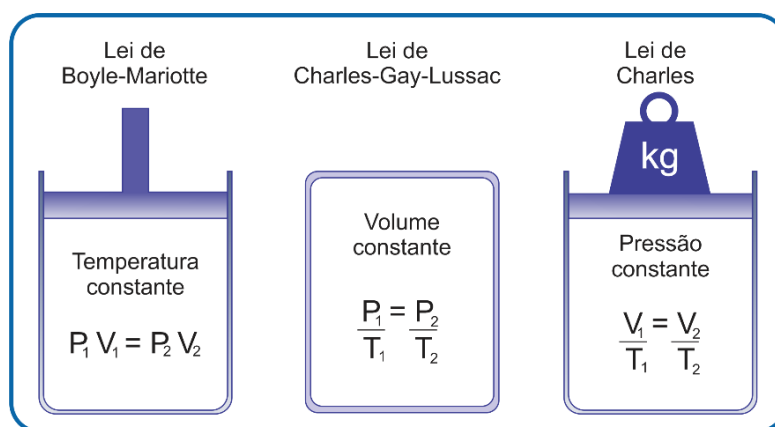 Lei de
Boyle-Mariotte
Temperatura
constante
P₁ V₁ = P₂ V₂
Lei de
Charles-Gay-Lussac
Volume
constante
P₁ = P₂
T₁ T₂
Lei de
Charles
kg
Pressão
constante
V₁ = V₂
T₁ T₂